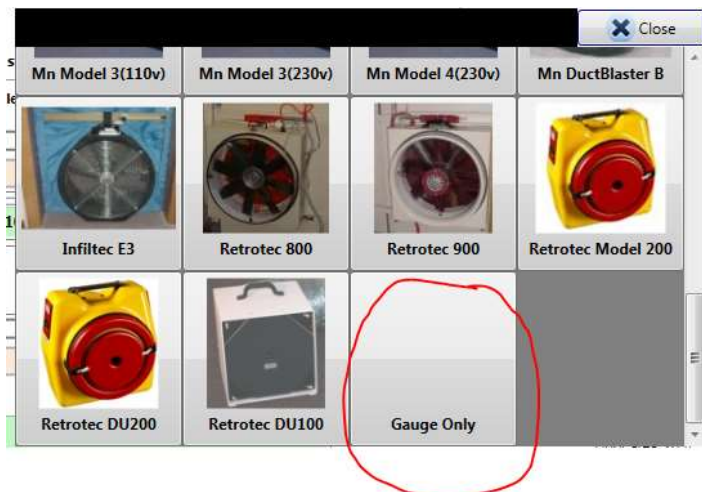 Close
Mn Model 3(110v) Mn Model 3(230v) Mn Model 4(230v) Mn DuctBlaster B
Infiltec E3 Retrotec 800 Retrotec 900 Retrotec Model 200
Retrotec DU200 Retrotec DU100 Gauge Only